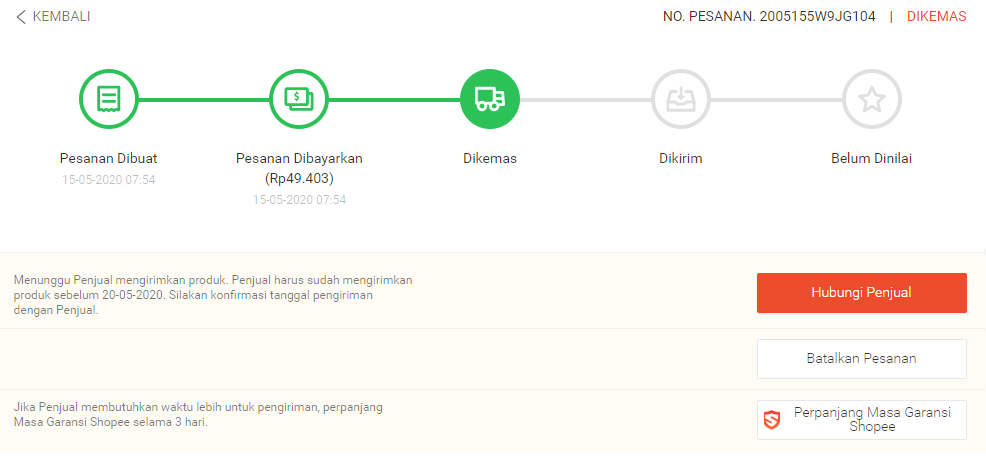 KEMBALI
NO. PESANAN. 2005155W9JG104 | DIKEMAS
$
Pesanan Dibuat
15-05-2020 07:54
Pesanan Dibayarkan
(Rp49.403)
15-05-2020 07:54
Dikemas
Dikirim
Belum Dinilai
Menunggu Penjual mengirimkan produk. Penjual harus sudah mengirimkan
produk sebelum 20-05-2020. Silakan konfirmasi tanggal pengiriman
dengan Penjual.
Hubungi Penjual
Batalkan Pesanan
Jika Penjual membutuhkan waktu lebih untuk pengiriman, perpanjang
Masa Garansi Shopee selama 3 hari.
Perpanjang Masa Garansi
Shopee